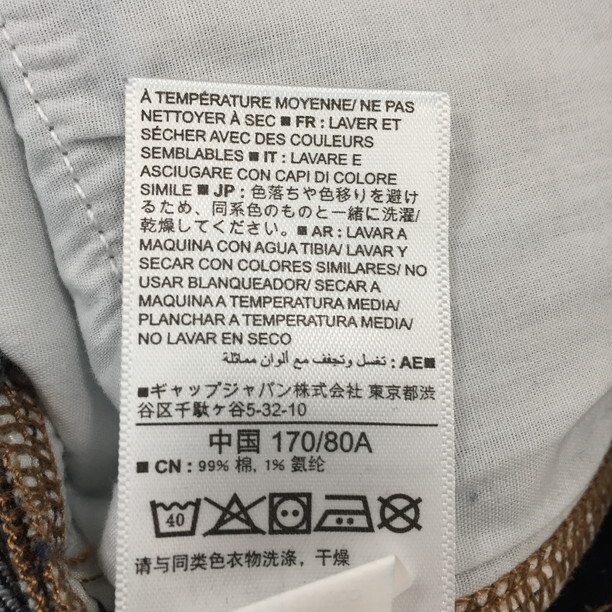 À TEMPÉRATURE MOYENNE/ NE PAS
NETTOYER À SEC ■ FR : LAVER ET
SÉCHER AVEC DES COULEURS
SEMBLABLES ■ IT : LAVARE E
ASCIUGARE CON CAPI DI COLORE
SIMILE ■ JP : 色落ちや色移りを避け
るため、同系色のものと一緒に洗濯/
乾燥してください。■ AR : LAVAR A
MAQUINA CON AGUA TIBIA/ LAVAR Y
SECAR CON COLORES SIMILARES/ NO
USAR BLANQUEADOR/ SECAR A
MAQUINA A TEMPERATURA MEDIA/
PLANCHAR A TEMPERATURA MEDIA/
NO LAVAR EN SECO
■AE : تغسل وتجفف مع ألوان مماثلة
■ギャップジャパン株式会社 東京都渋
谷区千駄ヶ谷5-32-10
中国 170/80A
■ CN : 99% 棉, 1% 氨纶
40
请与同类色衣物洗涤，干燥